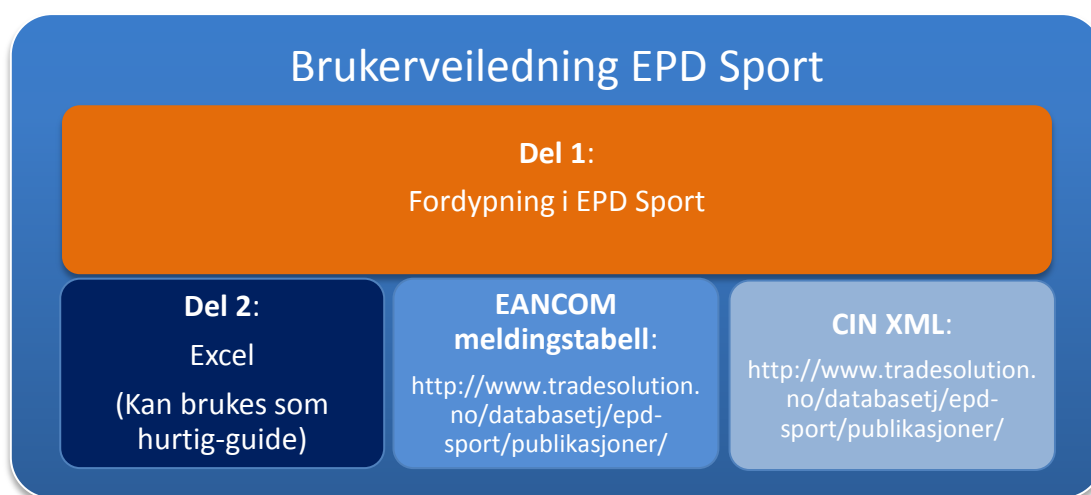 Brukerveiledning EPD Sport
Del 1:
Fordypning i EPD Sport
Del 2:
Excel
(Kan brukes som
hurtig-guide)
EANCOM
meldingstabell:
http://www.tradesolution.
no/databasetj/epd-
sport/publikasjoner/
CIN XML:
http://www.tradesolution.
no/databasetj/epd-
sport/publikasjoner/